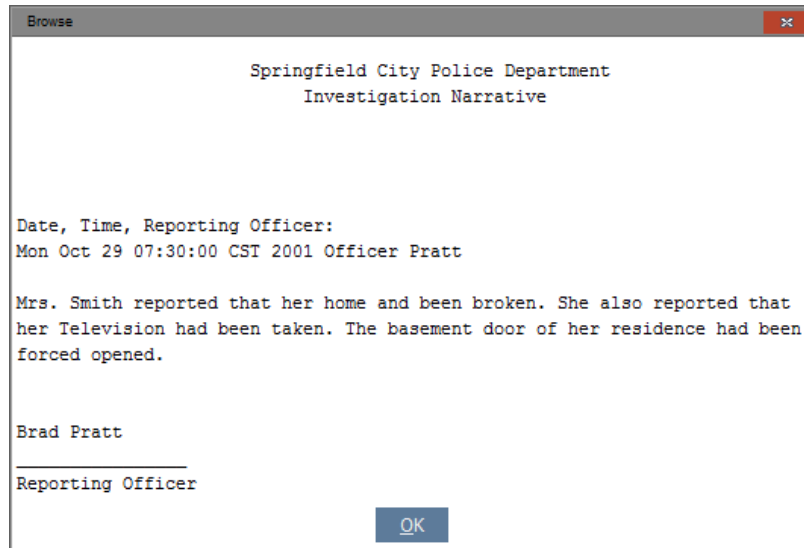 Browse
Springfield City Police Department
Investigation Narrative
Date, Time, Reporting Officer:
Mon Oct 29 07:30:00 CST 2001 Officer Pratt
Mrs. Smith reported that her home and been broken. She also reported that
her Television had been taken. The basement door of her residence had been
forced opened.
Brad Pratt
Reporting Officer
OK